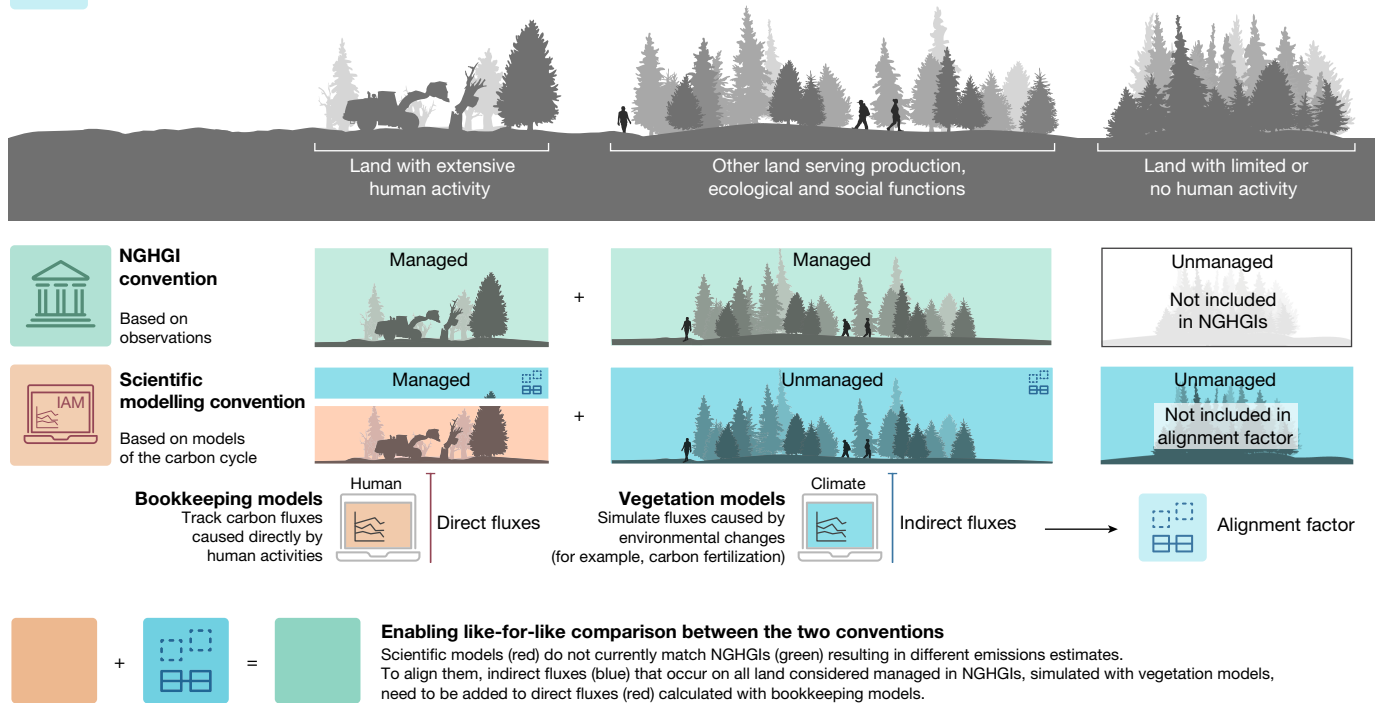 Land with extensive
human activity
Other land serving production,
ecological and social functions
Land with limited or
no human activity
NGHGI
convention
Based on
observations
Managed
+
Managed
Unmanaged
Not included
in NGHGIs
IAM
Scientific
modelling convention
Based on models
of the carbon cycle
Managed
+
Unmanaged
Unmanaged
Not included in
alignment factor
Bookkeeping models
Track carbon fluxes
caused directly by
human activities
Human
Direct fluxes
Vegetation models
Simulate fluxes caused by
environmental changes
(for example, carbon fertilization)
Climate
Indirect fluxes
Alignment factor
+
=
Enabling like-for-like comparison between the two conventions
Scientific models (red) do not currently match NGHGIs (green) resulting in different emissions estimates.
To align them, indirect fluxes (blue) that occur on all land considered managed in NGHGIs, simulated with vegetation models,
need to be added to direct fluxes (red) calculated with bookkeeping models.